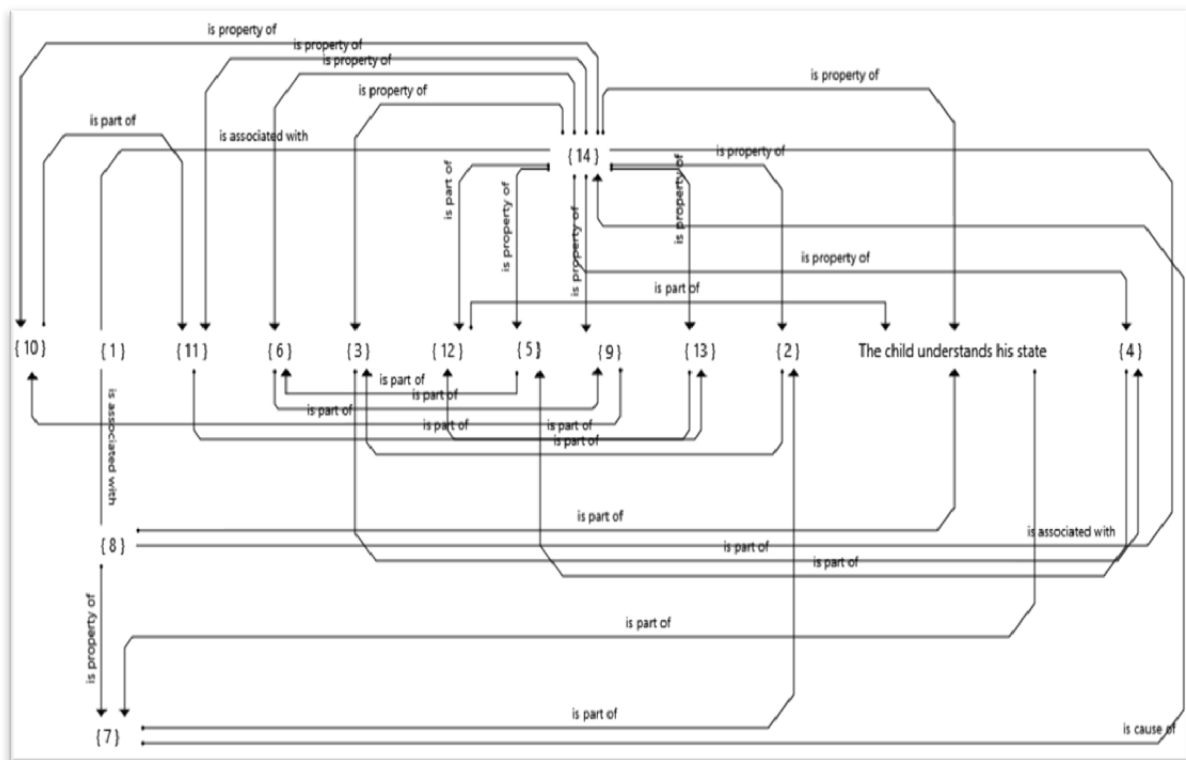 is property of
is property of
is property of
is property of
is property of
is part of
is associated with
{14}
is property of
is part of
is property of
is property of
is property of
is property of
is part of
{10}
{1}
{11}
{6}
{3}
{12}
{5}
{9}
{13}
{2}
The child understands his state
{4}
is part of
is part of
is part of
is part of
is part of
is part of
is associated with
is part of
is associated with
{8}
is part of
is part of
is property of
is part of
is part of
{7}
is cause of